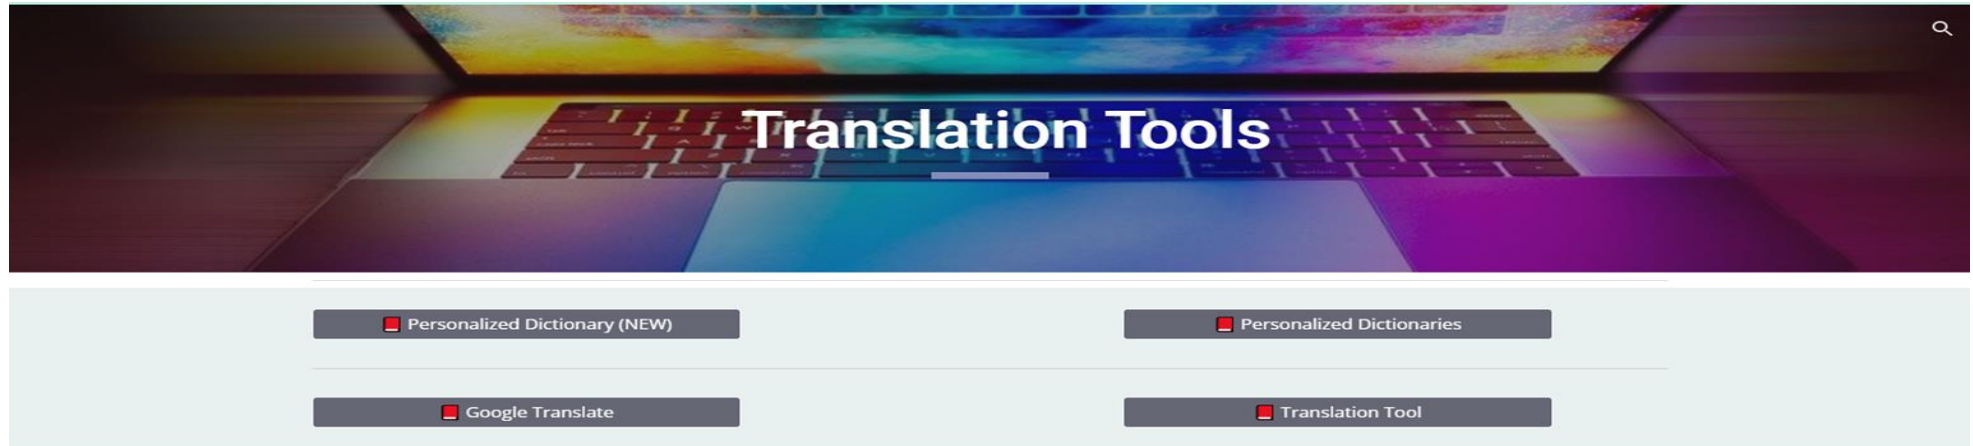 Translation Tools
📕 Personalized Dictionary (NEW)
📕 Personalized Dictionaries
📕 Google Translate
📕 Translation Tool